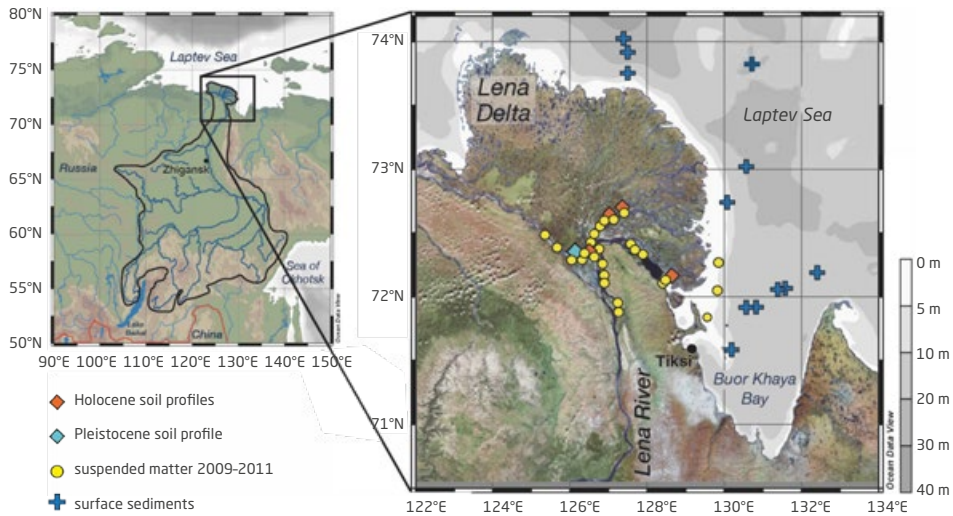 80°N
75°N
70°N
65°N
60°N
55°N
50°N
90°E 100°E 110°E 120°E 130°E 140°E 150°E
Laptev Sea
Russia
Zhigansk
Sea of
Okhotsk
Lake
Baikal
China
Ocean Data View
Holocene soil profiles
Pleistocene soil profile
suspended matter 2009-2011
surface sediments
74°N
73°N
72°N
71°N
122°E 124°E 126°E 128°E 130°E 132°E 134°E
Lena
Delta
Laptev Sea
Tiksi
Buor Khaya
Bay
Lena River
Ocean Data View
0 m
5 m
10 m
20 m
30 m
40 m